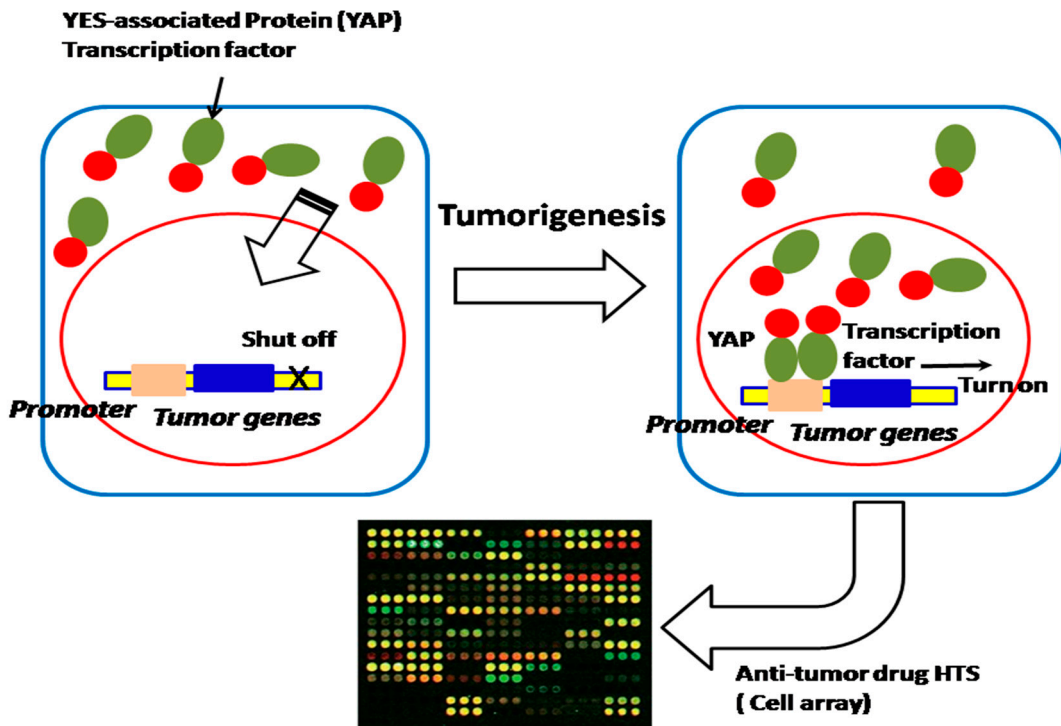 YES-associated Protein (YAP)
Transcription factor
Tumorigenesis
Shut off
X
Promoter
Tumor genes
YAP
Transcription
factor
Turn on
Promoter
Tumor genes
Anti-tumor drug HTS
( Cell array)